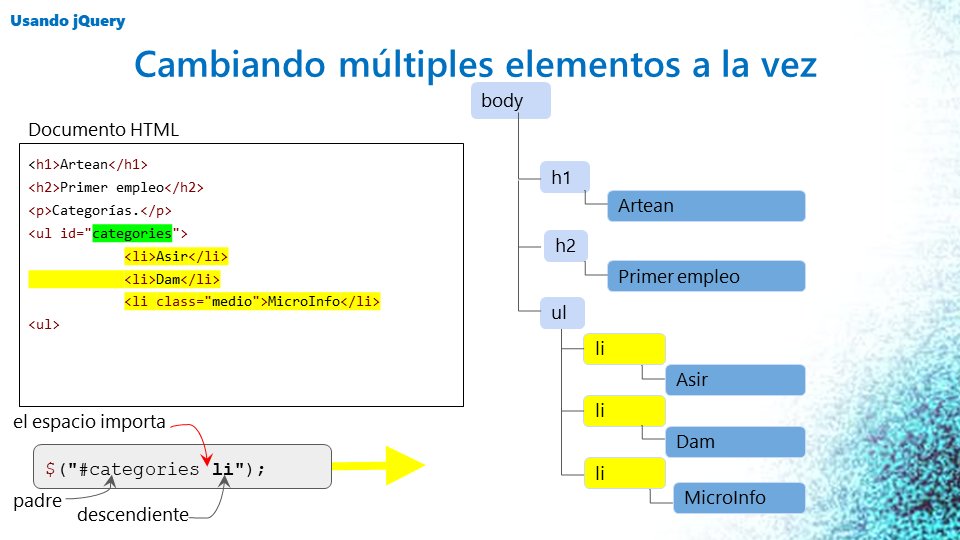 Usando jQuery
Cambiando múltiples elementos a la vez
Documento HTML
<h1>Artean</h1>
<h2>Primer empleo</h2>
<p>Categorías.</p>
<ul id="categories">
<li>Asir</li>
<li>Dam</li>
<li class="medio">MicroInfo</li>
<ul>
el espacio importa
$("#categories li");
padre
descendiente
body
h1
Artean
h2
Primer empleo
ul
li
Asir
li
Dam
li
MicroInfo